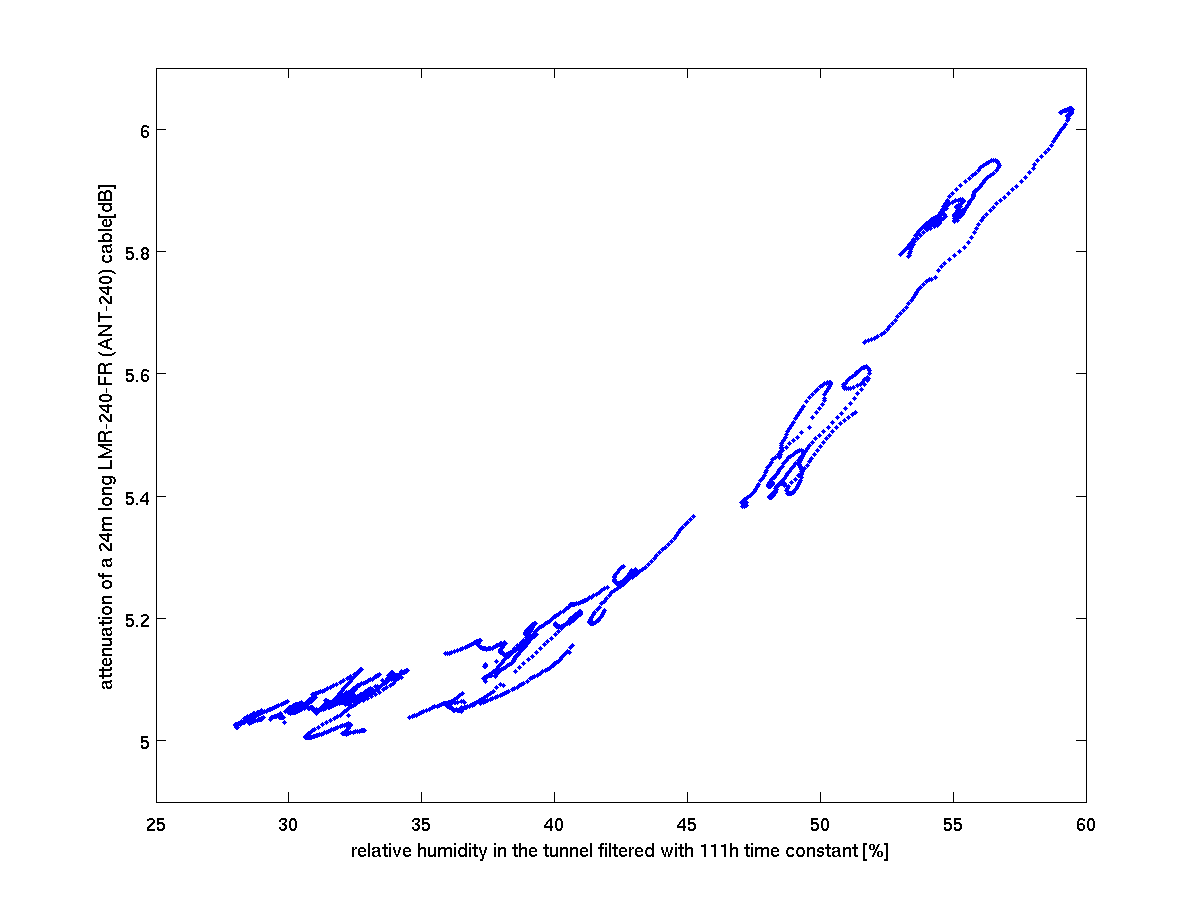 6
5.8
5.6
5.4
5.2
5
attenuation of a 24m long LMR-240-FR (ANT-240) cable[dB]
25 30 35 40 45 50 55 60
relative humidity in the tunnel filtered with 111h time constant [%]